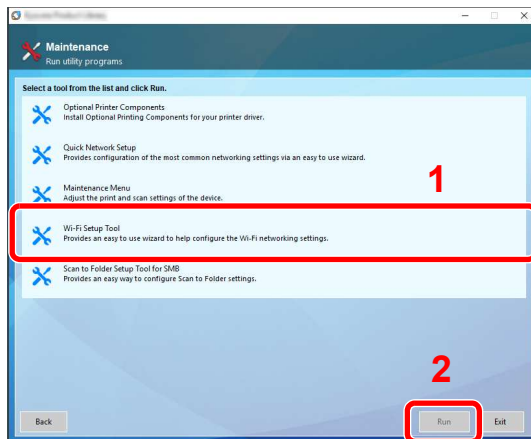 Maintenance
Run utility programs
Select a tool from the list and click Run.
Optional Printer Components
Install Optional Printing Components for your printer driver.
Quick Network Setup
Provides configuration of the most common networking settings via an easy to use wizard.
1
Maintenance Menu
Adjust the print and scan settings of the device.
Wi-Fi Setup Tool
Provides an easy to use wizard to help configure the Wi-Fi networking settings.
Scan to Folder Setup Tool for SMB
Provides an easy way to configure Scan to Folder settings.
2
Back Run Exit